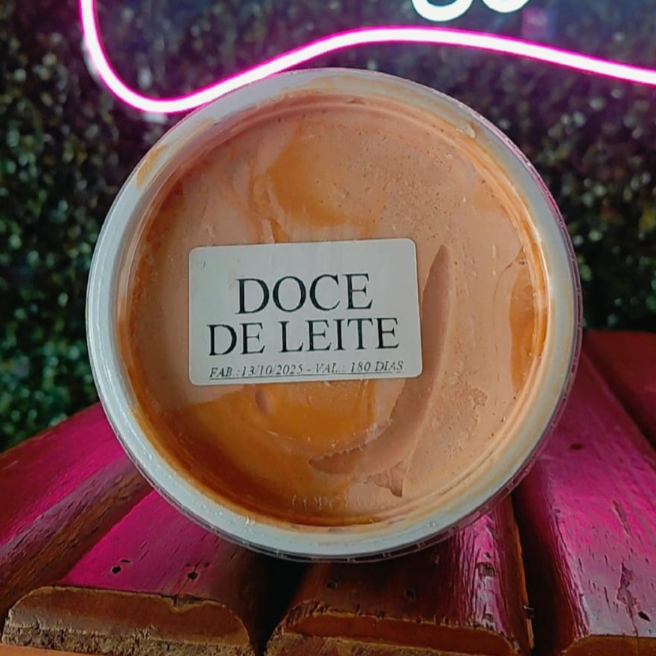 DOCE
DE LEITE
FAB.:13/10/2025 - VAL.: 180 DIAS